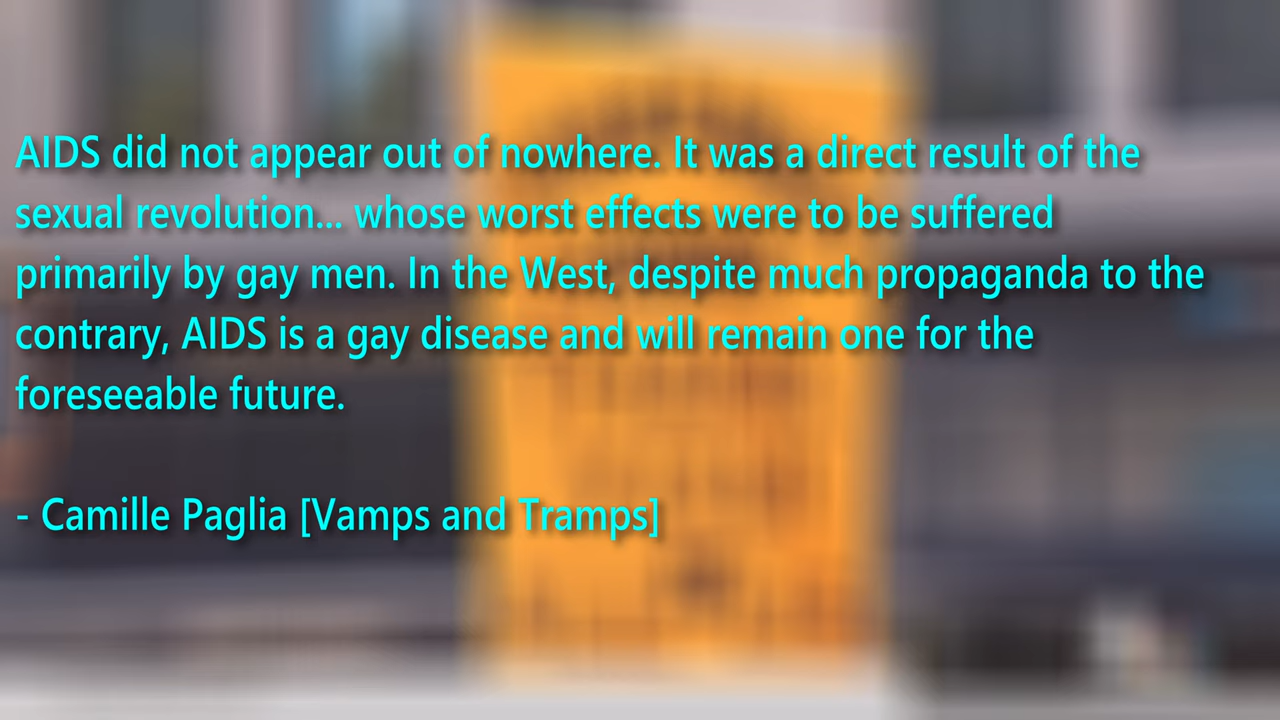 AIDS did not appear out of nowhere. It was a direct result of the
sexual revolution... whose worst effects were to be suffered
primarily by gay men. In the West, despite much propaganda to the
contrary, AIDS is a gay disease and will remain one for the
foreseeable future.
- Camille Paglia [Vamps and Tramps]